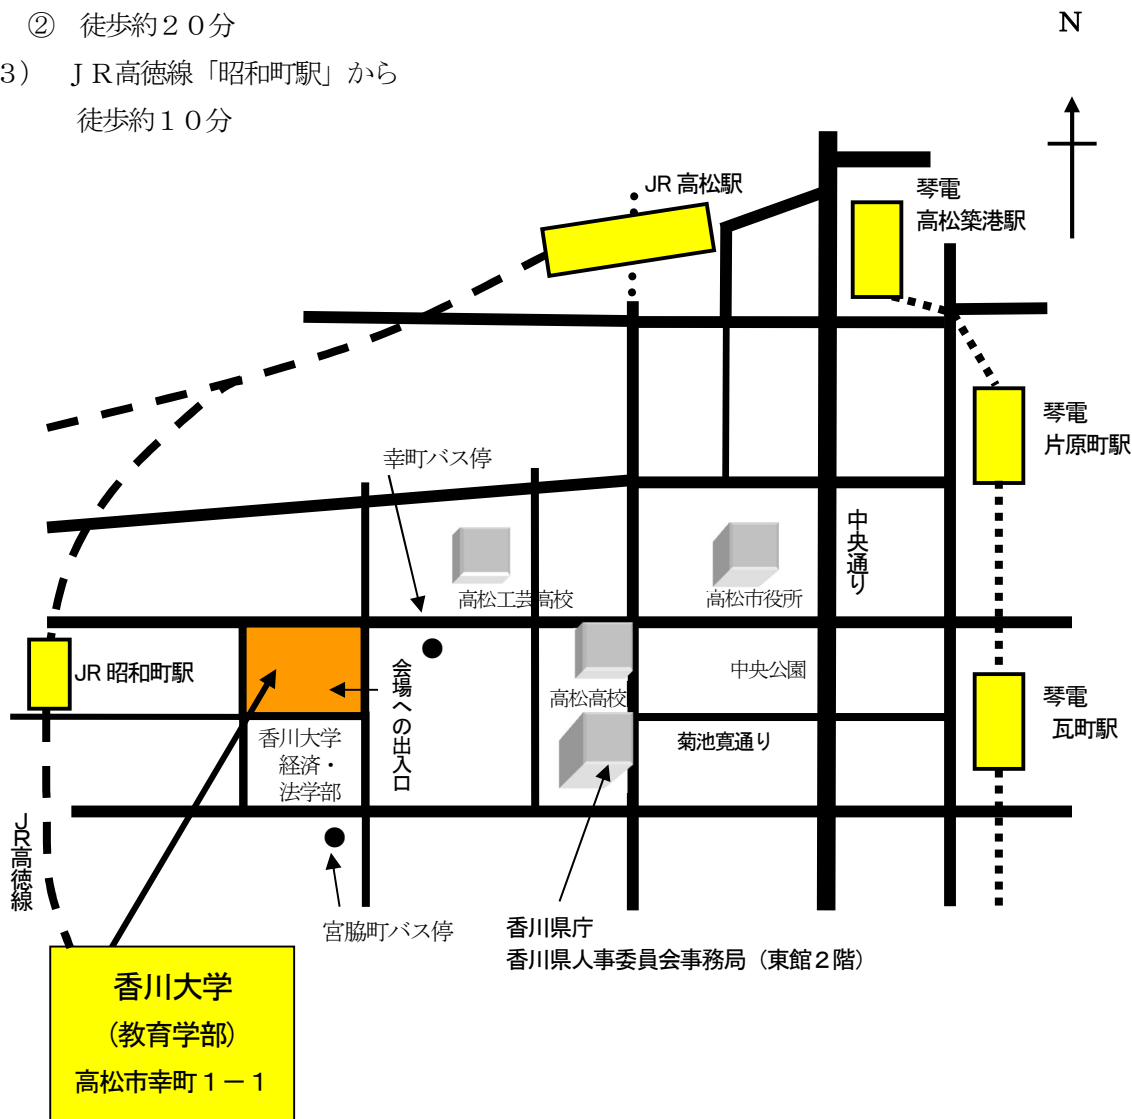 ②　徒歩約２０分
N
3）　ＪＲ高徳線「昭和町駅」から
徒歩約１０分
JR 高松駅
琴電
高松築港駅
琴電
片原町駅
幸町バス停
中央通り
高松工芸高校
高松市役所
JR 昭和町駅
会場への出入口
中央公園
高松高校
琴電
瓦町駅
香川大学
経済・
法学部
菊池寛通り
ＪＲ高徳線
宮脇町バス停
香川県庁
香川県人事委員会事務局（東館２階）
香川大学
（教育学部）
高松市幸町１－１